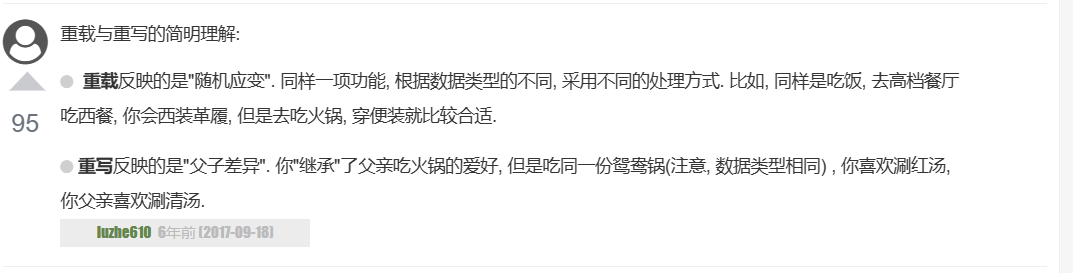 重载与重写的简明理解:
重载反映的是"随机应变". 同样一项功能, 根据数据类型的不同, 采用不同的处理方式. 比如, 同样是吃饭, 去高档餐厅
吃西餐, 你会西装革履, 但是去吃火锅, 穿便装就比较合适.
95
重写反映的是"父子差异". 你"继承"了父亲吃火锅的爱好, 但是吃同一份鸳鸯锅(注意, 数据类型相同) , 你喜欢涮红汤,
你父亲喜欢涮清汤.
luzhe610 6年前 (2017-09-18)